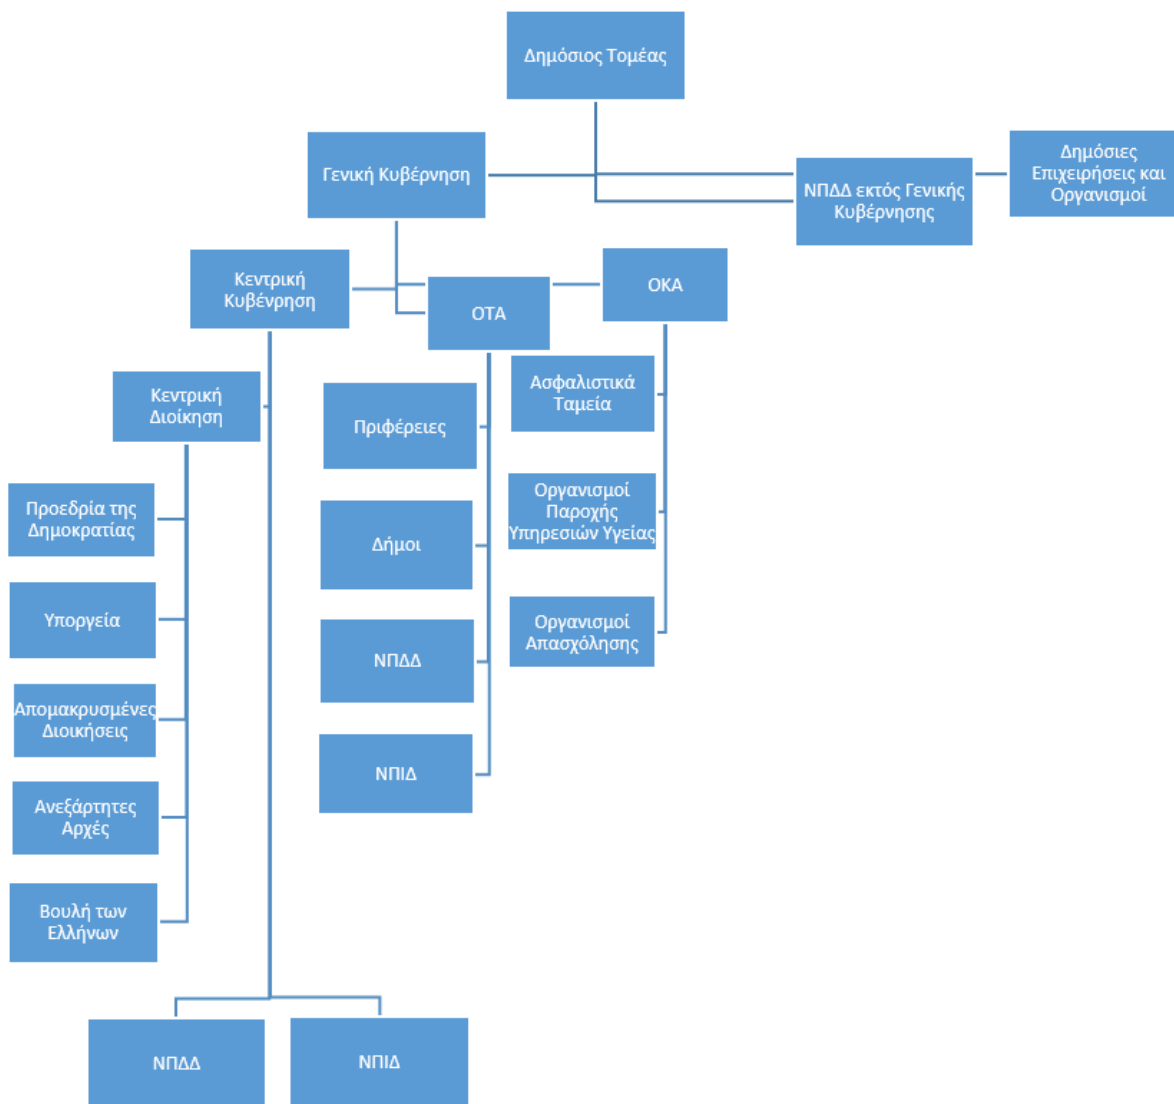 Δημόσιος Τομέας
Γενική Κυβέρνηση
ΝΠΔΔ εκτός Γενικής
Κυβέρνησης
Δημόσιες
Επιχειρήσεις και
Οργανισμοί
Κεντρική
Κυβένρηση
ΟΤΑ
ΟΚΑ
Κεντρική
Διοίκηση
Προεδρία της
Δημοκρατίας
Υποργεία
Απομακρυσμένες
Διοικήσεις
Ανεξάρτητες
Αρχές
Βουλή των
Ελλήνων
Πριφέρειες
Δήμοι
ΝΠΔΔ
ΝΠΙΔ
Ασφαλιστικά
Ταμεία
Οργανισμοί
Παροχής
Υπηρεσιών Υγείας
Οργανισμοί
Απασχόλησης
ΝΠΔΔ
ΝΠΙΔ